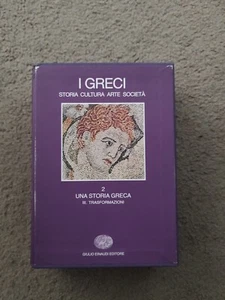 I GRECI
STORIA CULTURA ARTE SOCIETÀ
2
UNA STORIA GRECA
III. TRASFORMAZIONI
GIULIO EINAUDI EDITORE